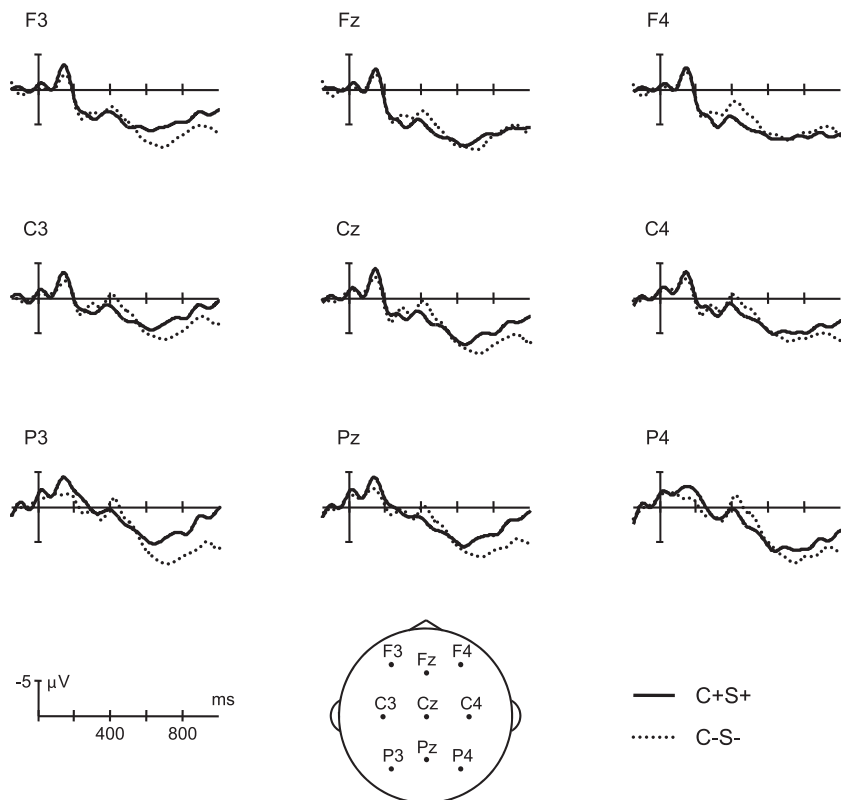 F3 Fz F4
C3 Cz C4
P3 Pz P4
-5 μV
ms
400 800
F3 Fz F4
C3 Cz C4
P3 Pz P4
C+S+
C-S-